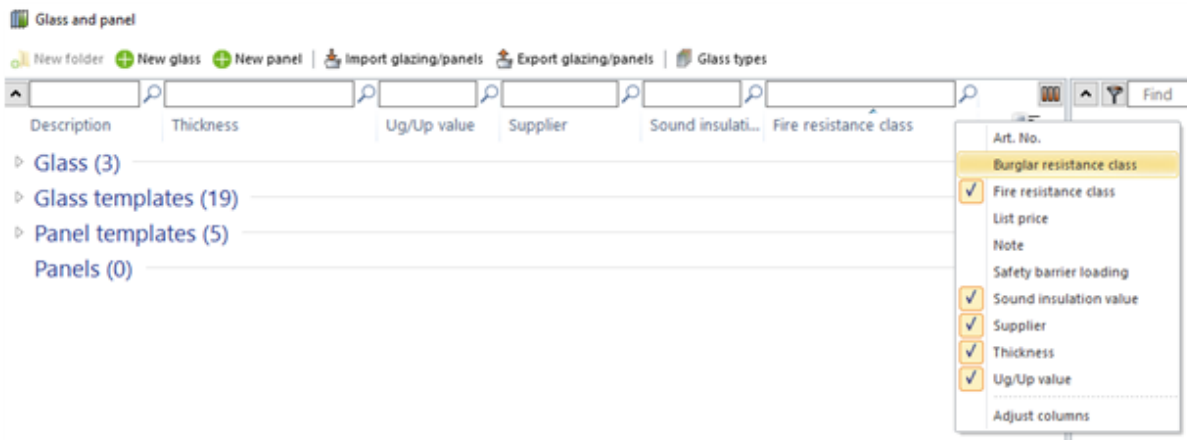 Glass and panel
New folder New glass New panel Import glazing/panels Export glazing/panels Glass types
Find
Description Thickness Ug/Up value Supplier Sound insulati... Fire resistance class
Glass (3)
Glass templates (19)
Panel templates (5)
Panels (0)
Art. No.
Burglar resistance class
Fire resistance class
List price
Note
Safety barrier loading
Sound insulation value
Supplier
Thickness
Ug/Up value
Adjust columns